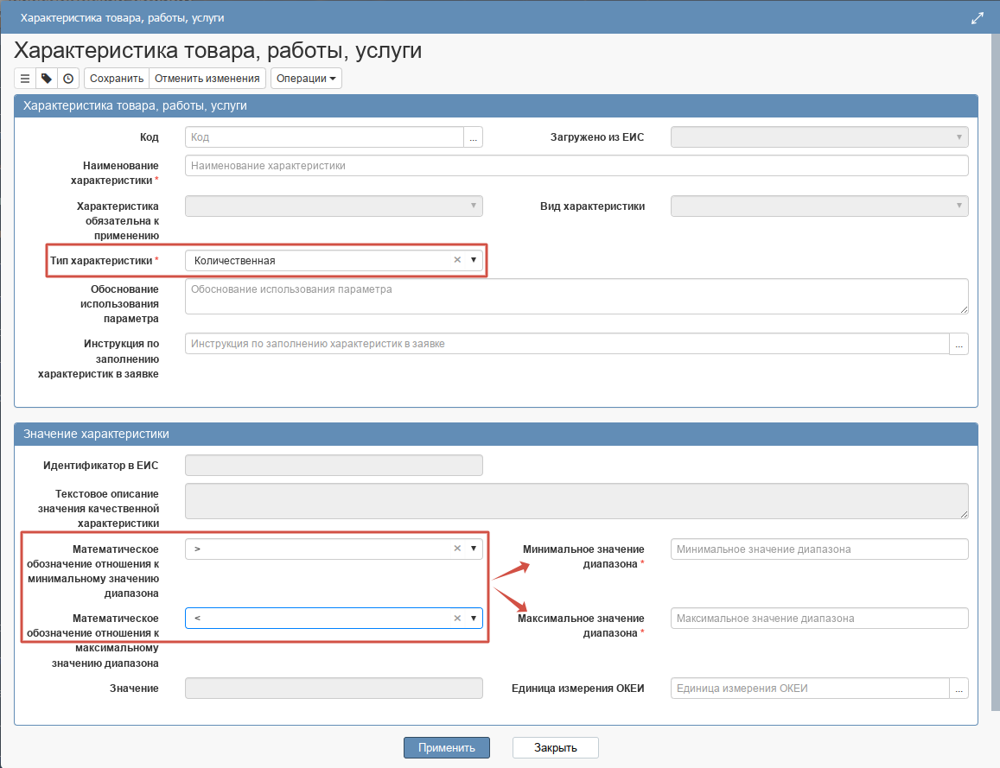 Характеристика товара, работы, услуги
Характеристика товара, работы, услуги
Сохранить Отменить изменения Операции
Характеристика товара, работы, услуги
Код Код ... Загружено из ЕИС
Наименование Наименование характеристики
характеристики *
Характеристика Вид характеристики
обязательна к
применению
Тип характеристики * Количественная
Обоснование Обоснование использования параметра
использования
параметра
Инструкция по Инструкция по заполнению характеристик в заявке ...
заполнению
характеристик в заявке
Значение характеристики
Идентификатор в ЕИС
Текстовое описание
значения качественной
характеристики
Математическое > Минимальное значение Минимальное значение диапазона
обозначение отношения к диапазона *
минимальному значению
диапазона
Математическое < Максимальное значение Максимальное значение диапазона
обозначение отношения к диапазона *
максимальному
значению диапазона
Значение Единица измерения ОКЕИ Единица измерения ОКЕИ ...
Применить Закрыть